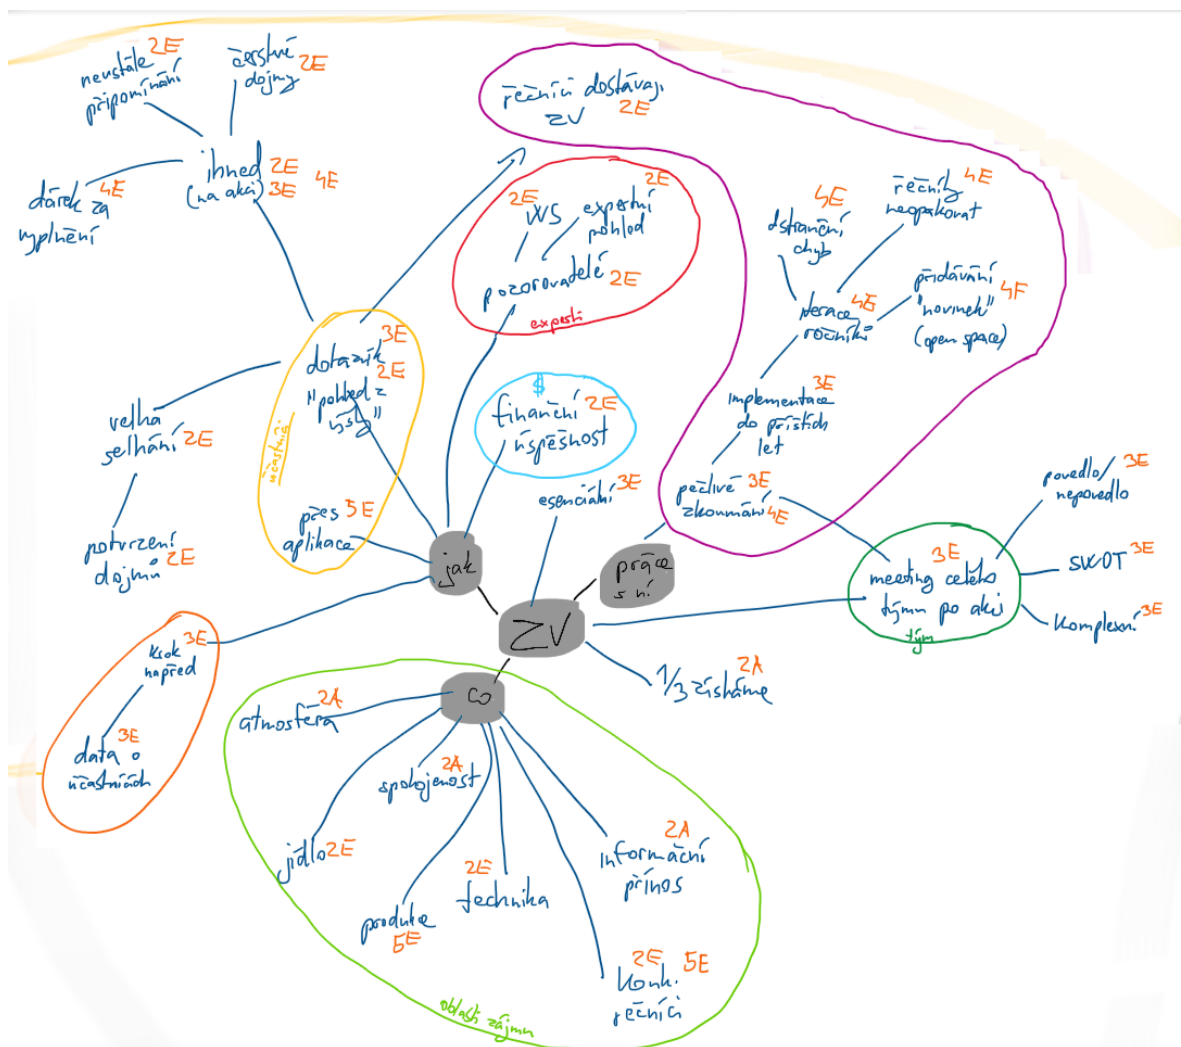 neustále 2E
připomínání
čerstvé 2E
dojmy
ihned 2E
(na akci) 3E 4E
dárek 4E
za
vyplnění
řečníci dostávají
ZV 2E
2E
WS
2E
expertní
pohled
pozorovatelé 2E
experti
4E
odstranění
chyb
řečníky 4E
neopakovat
iterace 4E
ročníků
přidávání 4E
"novinek"
(open space)
3E
implementace
do příštích
let
pečlivé 3E
zkoumání 4E
3E
dotazník
2E
"pohled z
účastníci
přes 5E
aplikace
velká
selhání 2E
potvrzení
dojmů 2E
$
finanční 2E
úspěšnost
esenciální 3E
jak
práce
s ní
ZV
co
povedlo/ 3E
nepovedlo
SWOT 3E
komplexní 3E
3E
meeting celého
týmu po akci
tým
1/3 získáme 2A
krok 3E
napřed
data o 3E
účastnících
atmosféra 2A
spokojenost 2A
jídlo 2E
produkce
5E
2E
technika
2A
informační
přínos
2E 5E
konk.
řečníci
oblasti zájmu